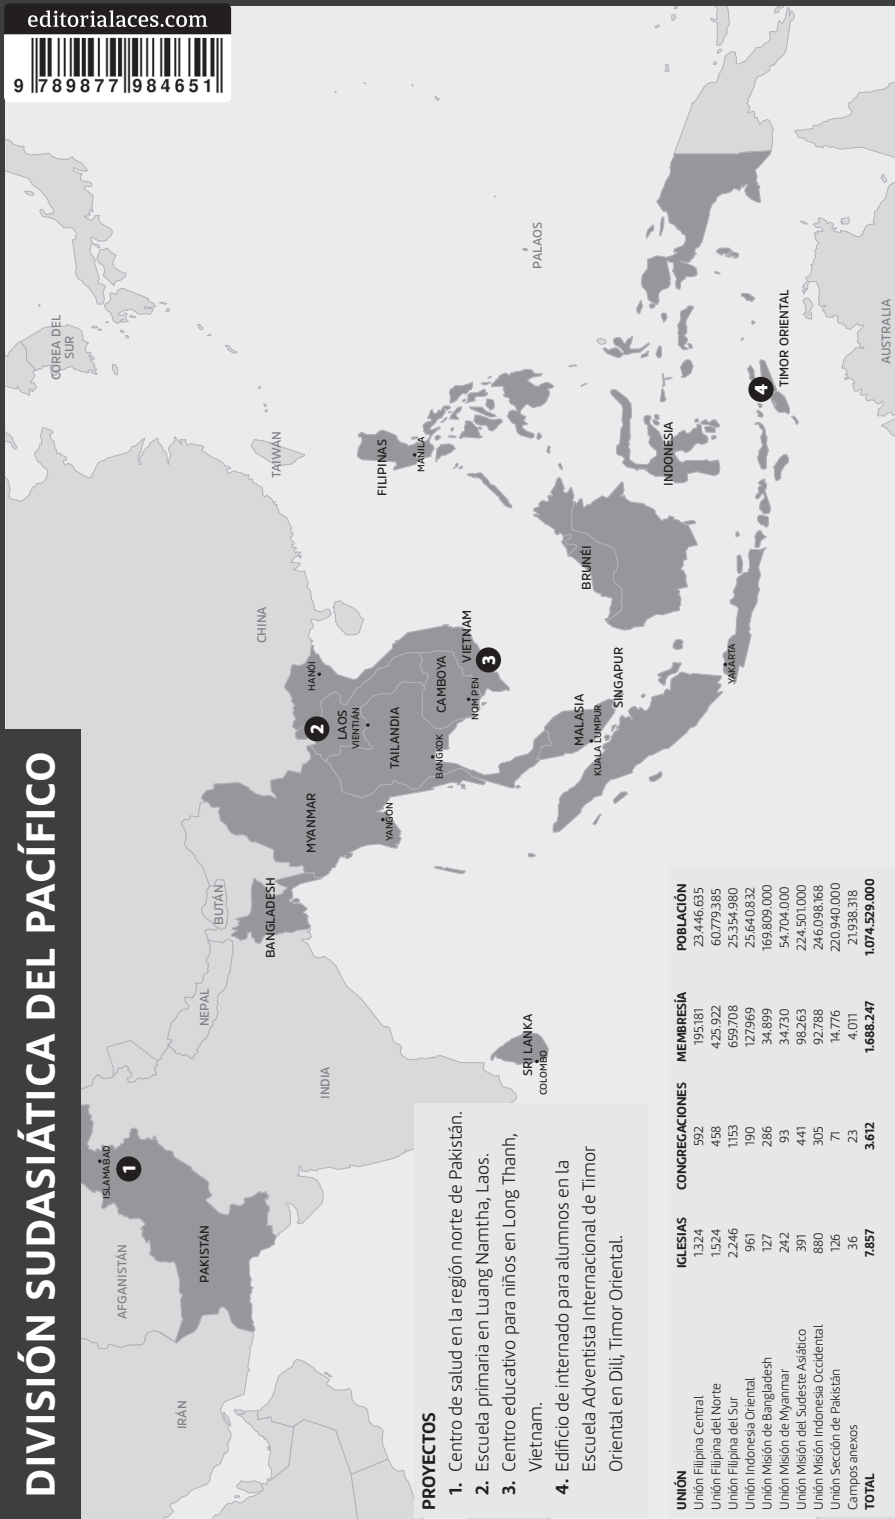 editorialaces.com
9 789877 984651
DIVISIÓN SUDASIÁTICA DEL PACÍFICO
IRÁN
AFGANISTÁN
PAKISTÁN
ISLAMABAD
1
NEPAL
BUTÁN
INDIA
BANGLADESH
SRI LANKA
COLOMBO
MYANMAR
YANGÓN
CHINA
HANÓI
2
LAOS
VIENTIÁN
TAILANDIA
BANGKOK
CAMBOYA
NOM PEN
VIETNAM
3
MALASIA
KUALA LUMPUR
SINGAPUR
YAKARTA
BRUNÉI
TAIWÁN
COREA DEL
SUR
FILIPINAS
MANILA
INDONESIA
PALAOS
4
TIMOR ORIENTAL
AUSTRALIA
PROYECTOS
1. Centro de salud en la región norte de Pakistán.
2. Escuela primaria en Luang Namtha, Laos.
3. Centro educativo para niños en Long Thanh,
Vietnam.
4. Edificio de internado para alumnos en la
Escuela Adventista Internacional de Timor
Oriental en Dili, Timor Oriental.
UNIÓN IGLESIAS CONGREGACIONES MEMBRESÍA POBLACIÓN
Unión Filipina Central 1.324 592 195.181 23.446.635
Unión Filipina del Norte 1.524 458 425.922 60.779.385
Unión Filipina del Sur 2.246 1.153 659.708 25.354.980
Unión Indonesia Oriental 961 190 127.969 25.640.832
Unión Misión de Bangladesh 127 286 34.899 169.809.000
Unión Misión de Myanmar 242 93 34.730 54.704.000
Unión Misión del Sudeste Asiático 391 441 98.263 224.501.000
Unión Misión Indonesia Occidental 880 305 92.788 246.098.168
Unión Sección de Pakistán 126 71 14.776 220.940.000
Campos anexos 36 23 4.011 21.938.318
TOTAL 7.857 3.612 1.688.247 1.074.529.000